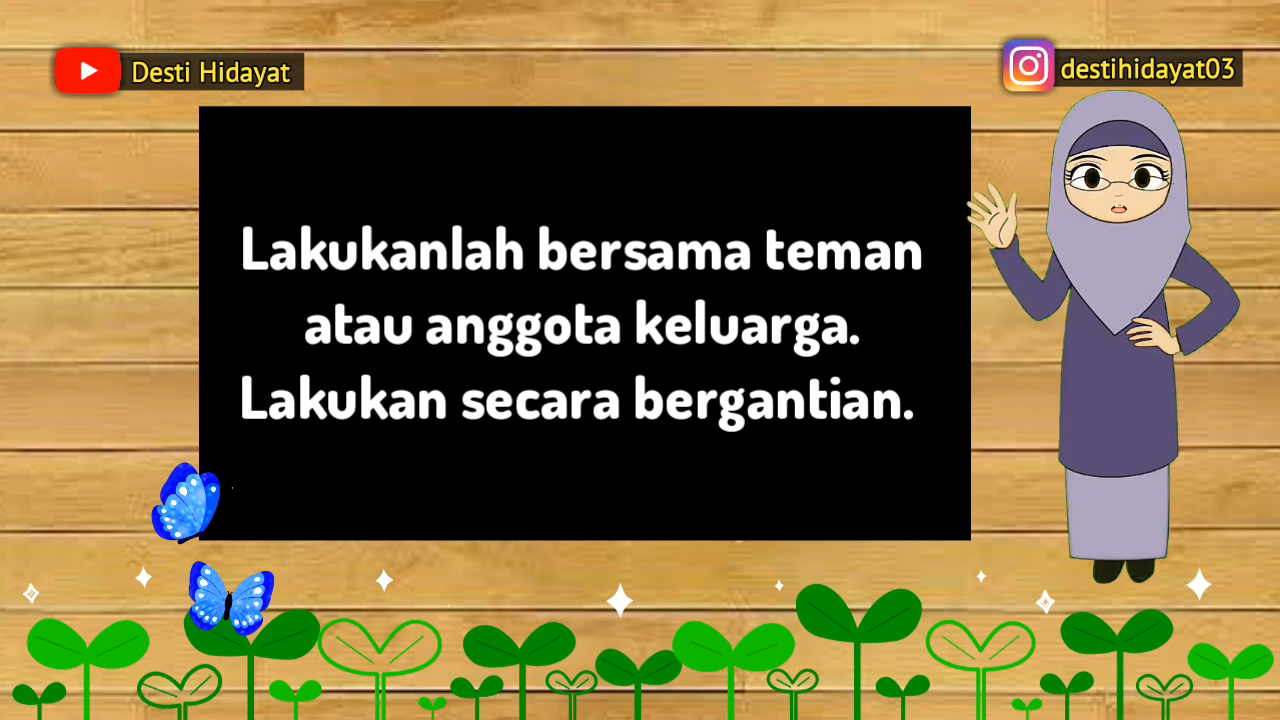 Desti Hidayat
destihidayat03
Lakukanlah bersama teman
atau anggota keluarga.
Lakukan secara bergantian.